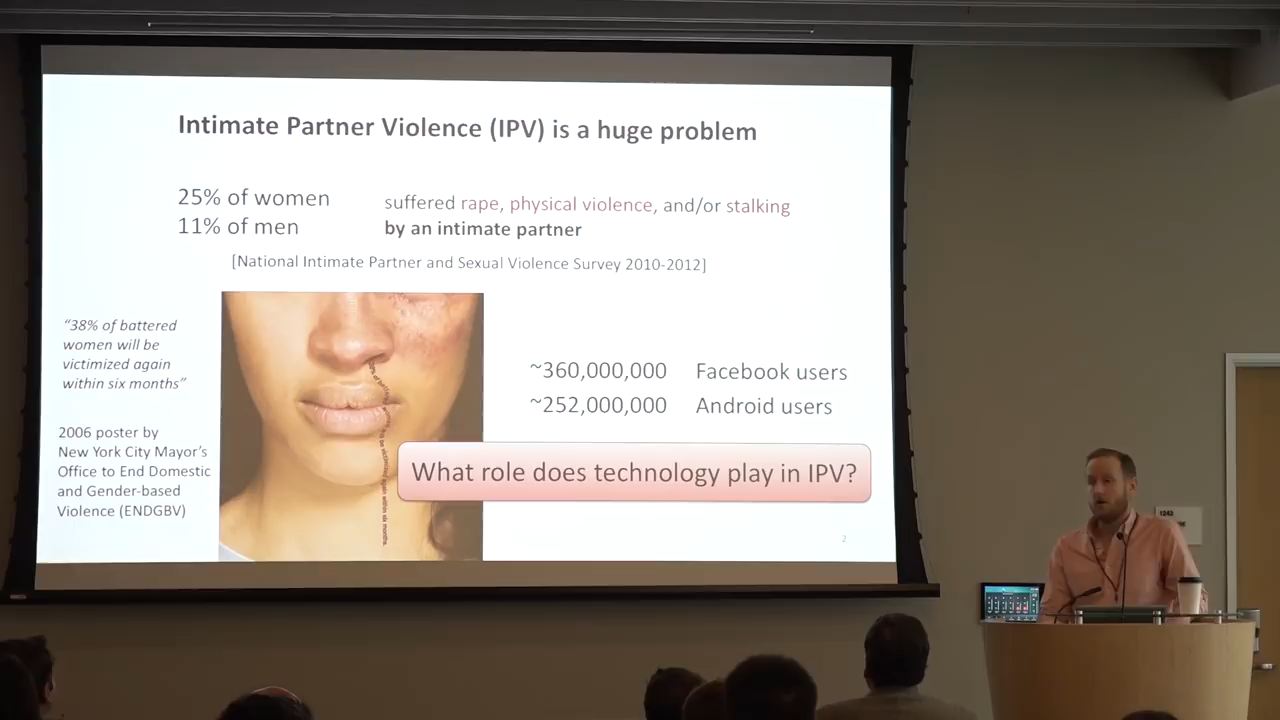 Intimate Partner Violence (IPV) is a huge problem
25% of women
11% of men
suffered rape, physical violence, and/or stalking
by an intimate partner
[National Intimate Partner and Sexual Violence Survey 2010-2012]
“38% of battered
women will be
victimized again
within six months”
2006 poster by
New York City Mayor’s
Office to End Domestic
and Gender-based
Violence (ENDGBV)
~360,000,000 Facebook users
~252,000,000 Android users
What role does technology play in IPV?
2
1242